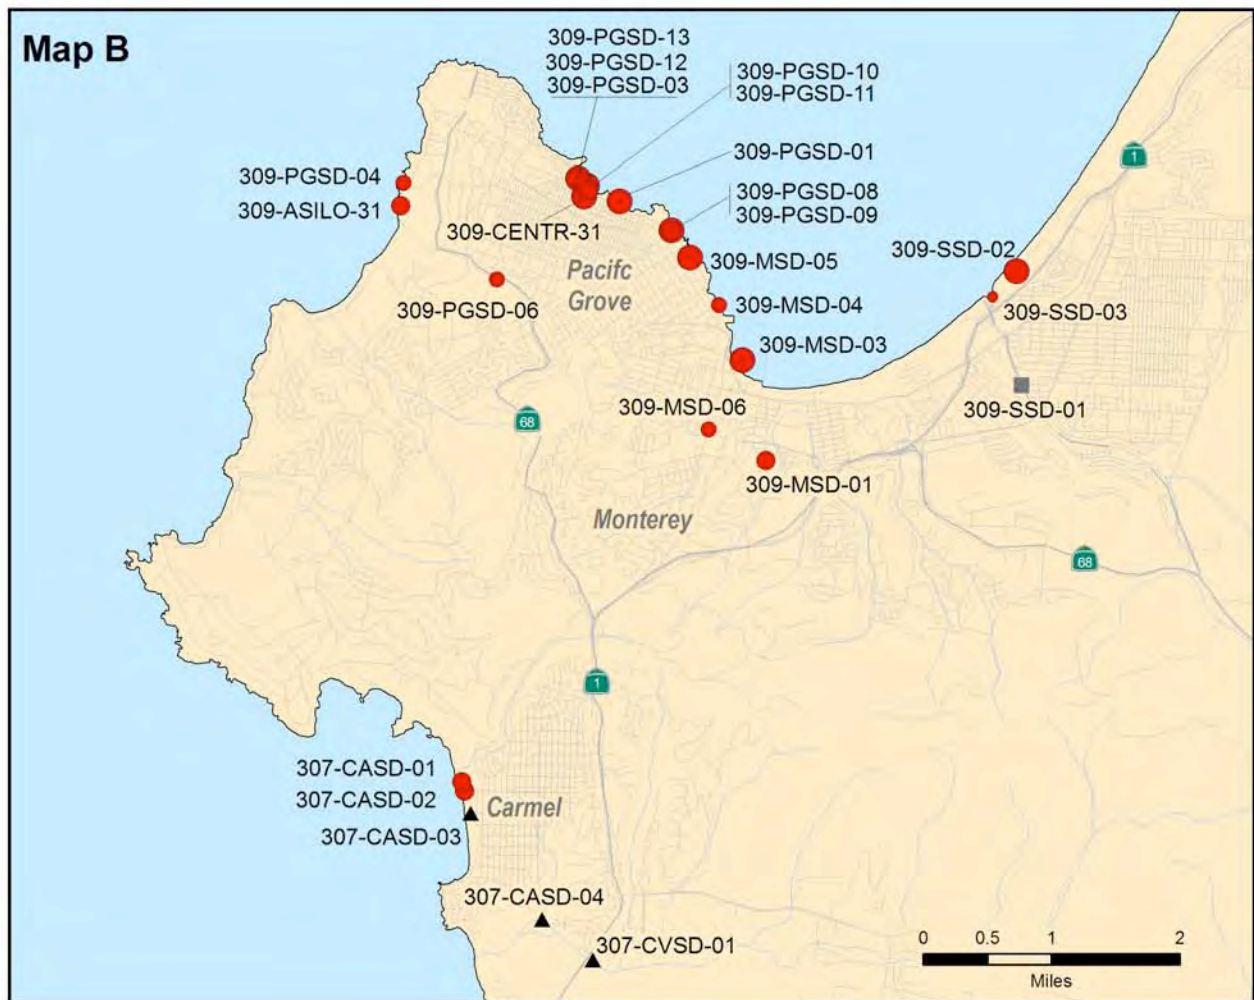 Map B
309-PGSD-13
309-PGSD-12
309-PGSD-03
309-PGSD-10
309-PGSD-11
309-PGSD-01
309-PGSD-04
309-ASILO-31
309-PGSD-08
309-PGSD-09
309-CENTR-31
Pacifc
Grove
309-MSD-05
309-SSD-02
309-PGSD-06
309-MSD-04
309-SSD-03
309-MSD-03
309-MSD-06
309-SSD-01
309-MSD-01
Monterey
1
68
68
1
307-CASD-01
307-CASD-02
Carmel
307-CASD-03
307-CASD-04
307-CVSD-01
0 0.5 1 2
Miles